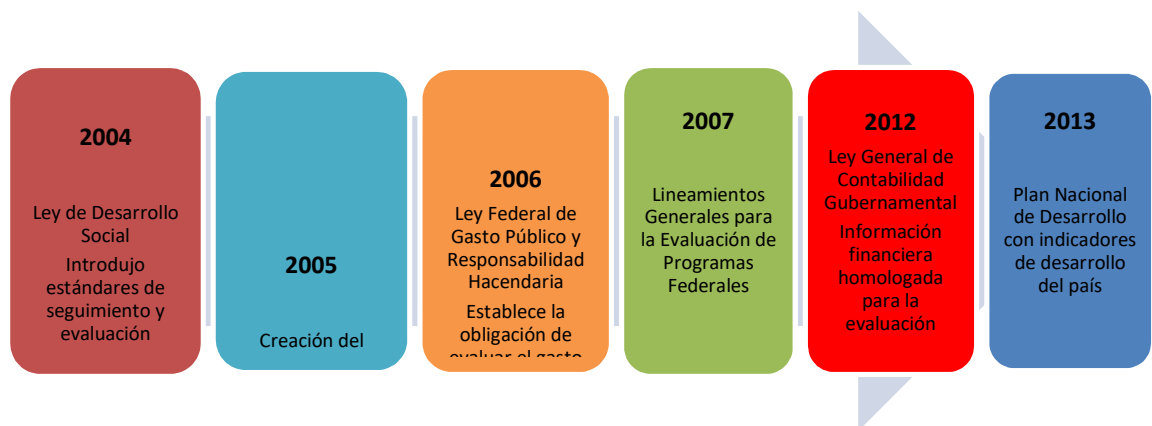 2004
Ley de Desarrollo
Social
Introdujo
estándares de
seguimiento y
evaluación
2005
Creación del
2006
Ley Federal de
Gasto Público y
Responsabilidad
Hacendaria
Establece la
obligación de
evaluar el gasto
2007
Lineamientos
Generales para
la Evaluación de
Programas
Federales
2012
Ley General de
Contabilidad
Gubernamental
Información
financiera
homologada
para la
evaluación
2013
Plan Nacional
de Desarrollo
con indicadores
de desarrollo
del país